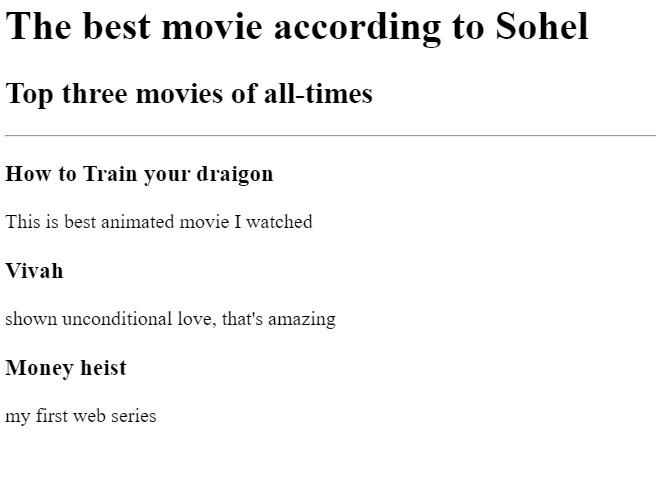 The best movie according to Sohel
Top three movies of all-times
How to Train your draigon
This is best animated movie I watched
Vivah
shown unconditional love, that's amazing
Money heist
my first web series